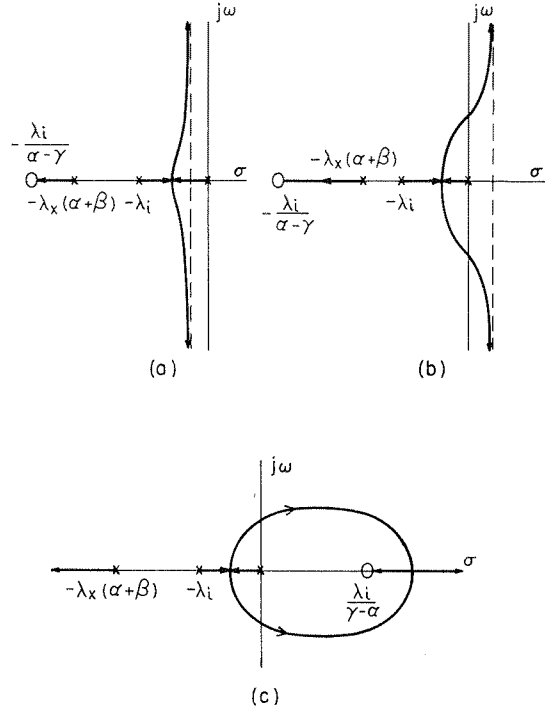 jω
-λi/(α-γ)
σ
-λx(α+β) -λi
(a)
jω
-λx(α+β)
σ
-λi
-λi/(α-γ)
(b)
jω
σ
-λx(α+β) -λi
λi/(γ-α)
(c)